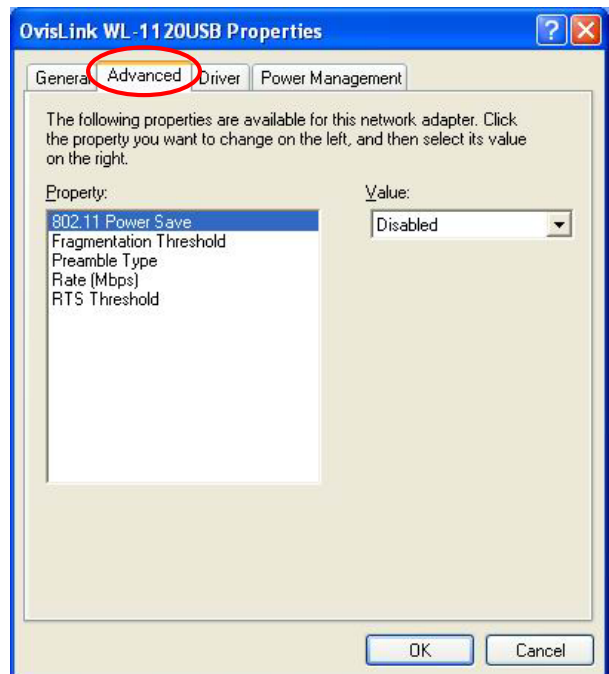 OvisLink WL-1120USB Properties
General Advanced Driver Power Management
The following properties are available for this network adapter. Click
the property you want to change on the left, and then select its value
on the right.
Property: Value:
802.11 Power Save Disabled
Fragmentation Threshold
Preamble Type
Rate (Mbps)
RTS Threshold
OK Cancel